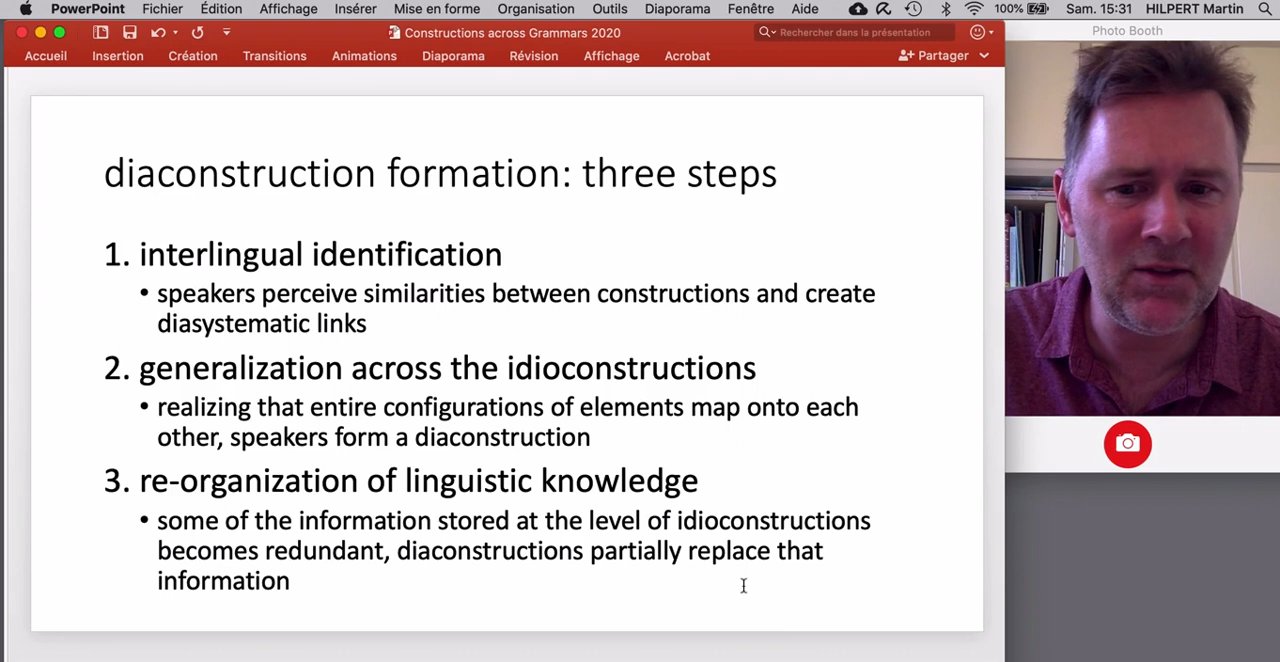 PowerPoint Fichier Édition Affichage Insérer Mise en forme Organisation Outils Diaporama Fenêtre Aide 100% Sam. 15:31 HILPERT Martin
Constructions across Grammars 2020
Rechercher dans la présentation
Photo Booth
Accueil Insertion Création Transitions Animations Diaporama Révision Affichage Acrobat Partager
diaconstruction formation: three steps
1. interlingual identification
• speakers perceive similarities between constructions and create
diasystematic links
2. generalization across the idioconstructions
• realizing that entire configurations of elements map onto each
other, speakers form a diaconstruction
3. re-organization of linguistic knowledge
• some of the information stored at the level of idioconstructions
becomes redundant, diaconstructions partially replace that
information